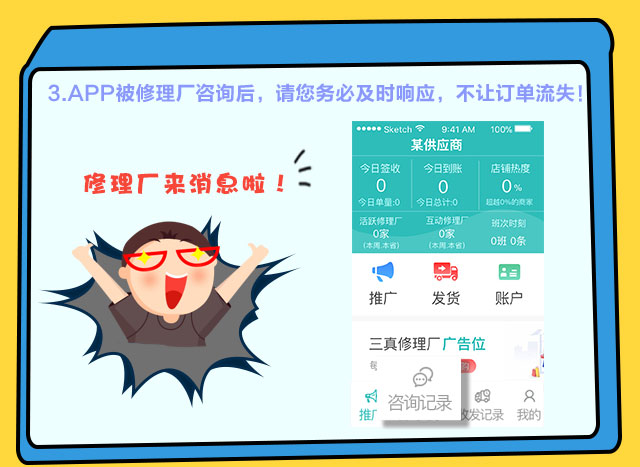 3.APP被修理厂咨询后，请您务必及时响应，不让订单流失！
修理厂来消息啦！
Sketch 9:41 AM 100%
某供应商
今日签收 今日到账 店铺热度
0 0 0%
今日单量:0 今日总计:0 超越0%的商家
活跃修理厂 互动修理厂 班次时刻
0家 0家 0班 0条
(本周.本省) (本周.本省)
推广 发货 账户
三真修理厂广告位
咨询记录
推广 收发记录 我的